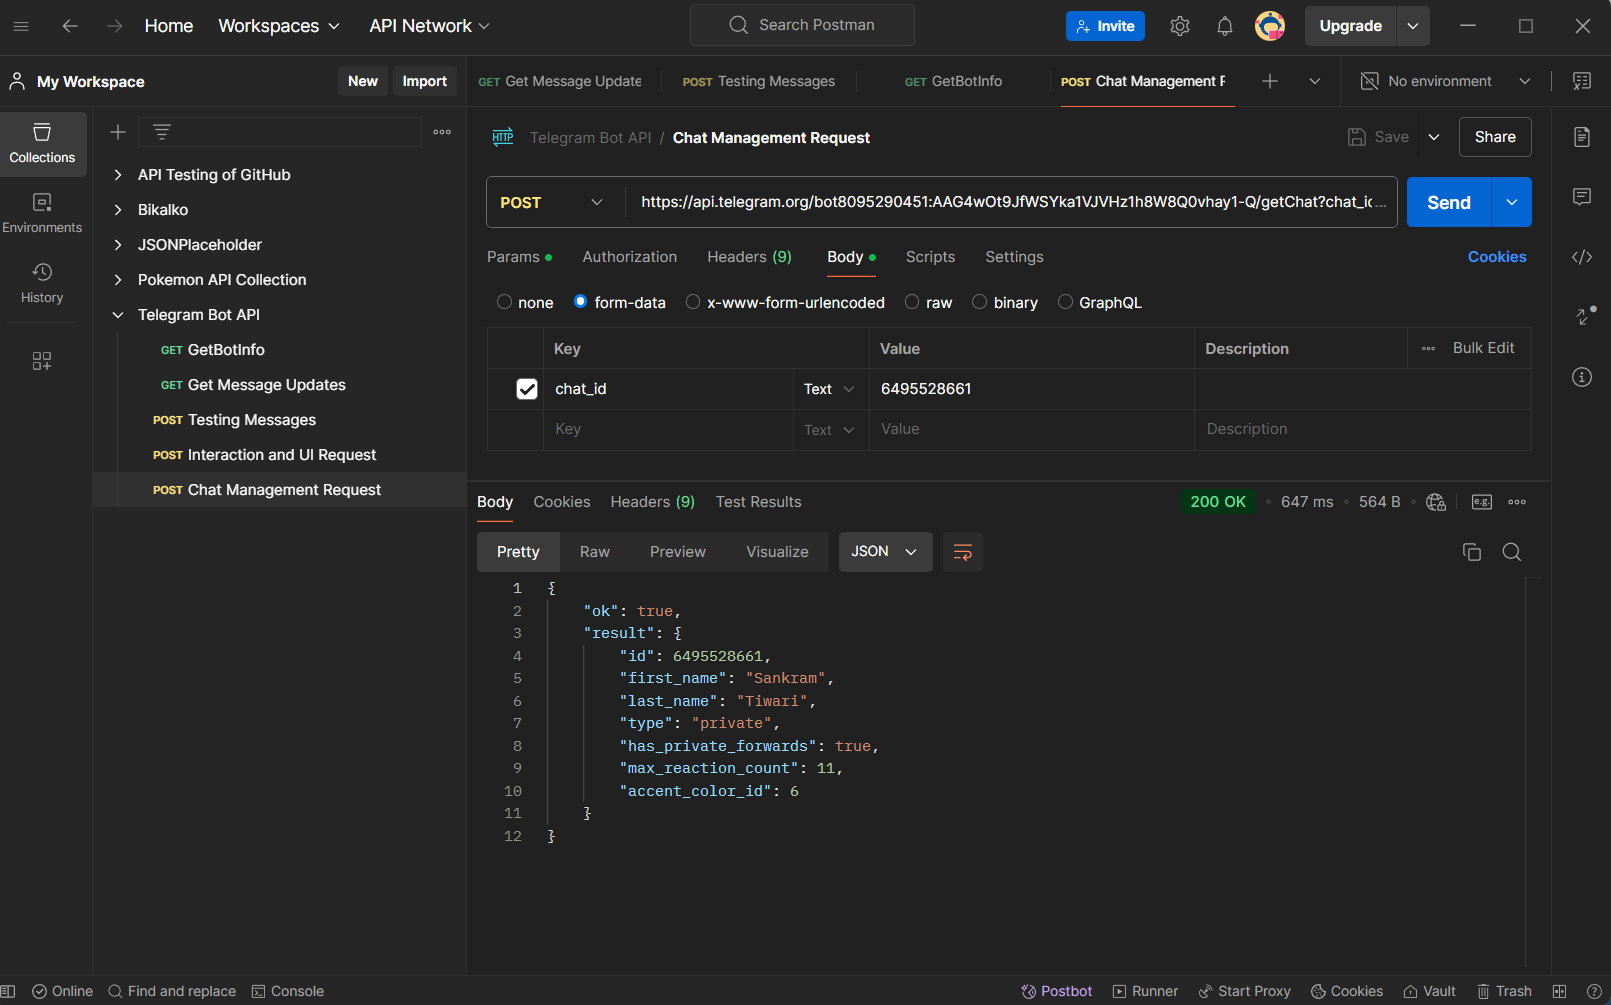 Home Workspaces API Network Search Postman Invite Upgrade
My Workspace New Import GET Get Message Update POST Testing Messages GET GetBotInfo POST Chat Management F No environment
Collections
Environments
History
API Testing of GitHub
Bikalko
JSONPlaceholder
Pokemon API Collection
Telegram Bot API
GET GetBotInfo
GET Get Message Updates
POST Testing Messages
POST Interaction and UI Request
POST Chat Management Request
HTTP Telegram Bot API / Chat Management Request Save Share
POST https://api.telegram.org/bot8095290451:AAG4wOt9JfWSYka1VJVHz1h8W8Q0vhay1-Q/getChat?chat_ic... Send
Params Authorization Headers (9) Body Scripts Settings Cookies
none form-data x-www-form-urlencoded raw binary GraphQL
Key Value Description Bulk Edit
chat_id Text 6495528661
Key Text Value Description
Body Cookies Headers (9) Test Results 200 OK 647 ms 564 B e.g.
Pretty Raw Preview Visualize JSON
1 {
2 "ok": true,
3 "result": {
4 "id": 6495528661,
5 "first_name": "Sankram",
6 "last_name": "Tiwari",
7 "type": "private",
8 "has_private_forwards": true,
9 "max_reaction_count": 11,
10 "accent_color_id": 6
11 }
12 }
Online Find and replace Console Postbot Runner Start Proxy Cookies Vault Trash